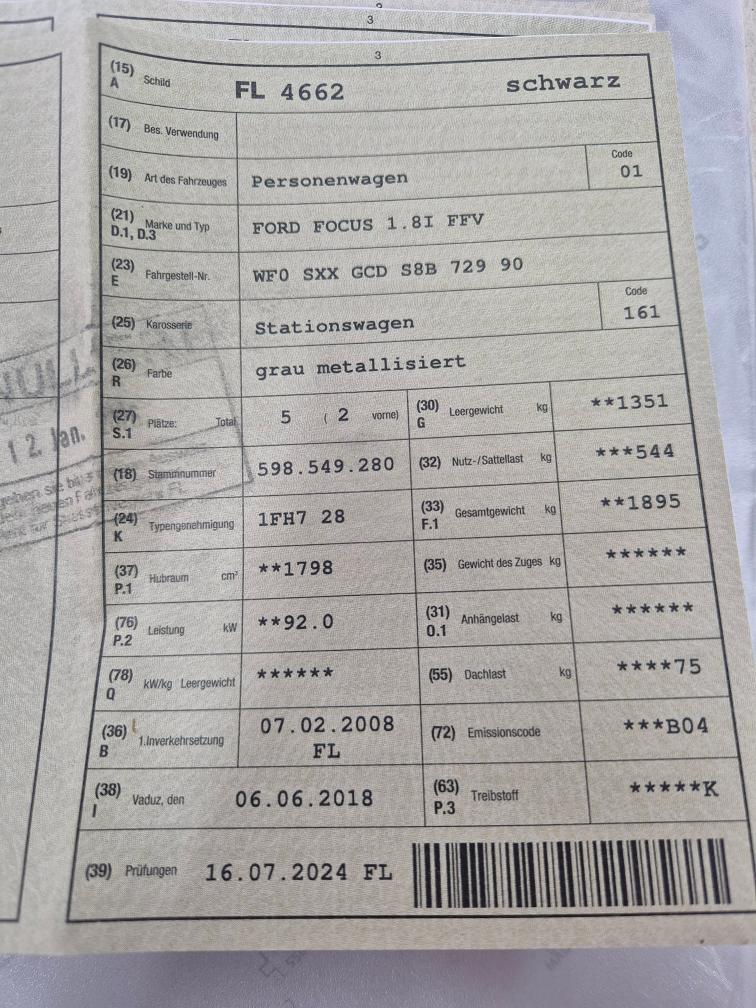 3
3
(15) A Schild FL 4662 schwarz
(17) Bes. Verwendung
(19) Art des Fahrzeuges Personenwagen Code 01
(21) D.1, D.3 Marke und Typ FORD FOCUS 1.8I FFV
(23) E Fahrgestell-Nr. WF0 SXX GCD S8B 729 90
(25) Karosserie Stationswagen Code 161
(26) R Farbe grau metallisiert
(27) S.1 Plätze: Total 5 ( 2 vorne) (30) G Leergewicht kg **1351
(18) Stammnummer 598.549.280 (32) Nutz-/Sattellast kg ***544
(24) K Typengenehmigung 1FH7 28 (33) F.1 Gesamtgewicht kg **1895
(37) P.1 Hubraum cm³ **1798 (35) Gewicht des Zuges kg ******
(76) P.2 Leistung kW **92.0 (31) O.1 Anhängelast kg ******
(78) Q kW/kg Leergewicht ****** (55) Dachlast kg ****75
(36) B 1.Inverkehrsetzung 07.02.2008 FL (72) Emissionscode ***B04
(38) I Vaduz, den 06.06.2018 (63) P.3 Treibstoff *****K
(39) Prüfungen 16.07.2024 FL
12. Jan.